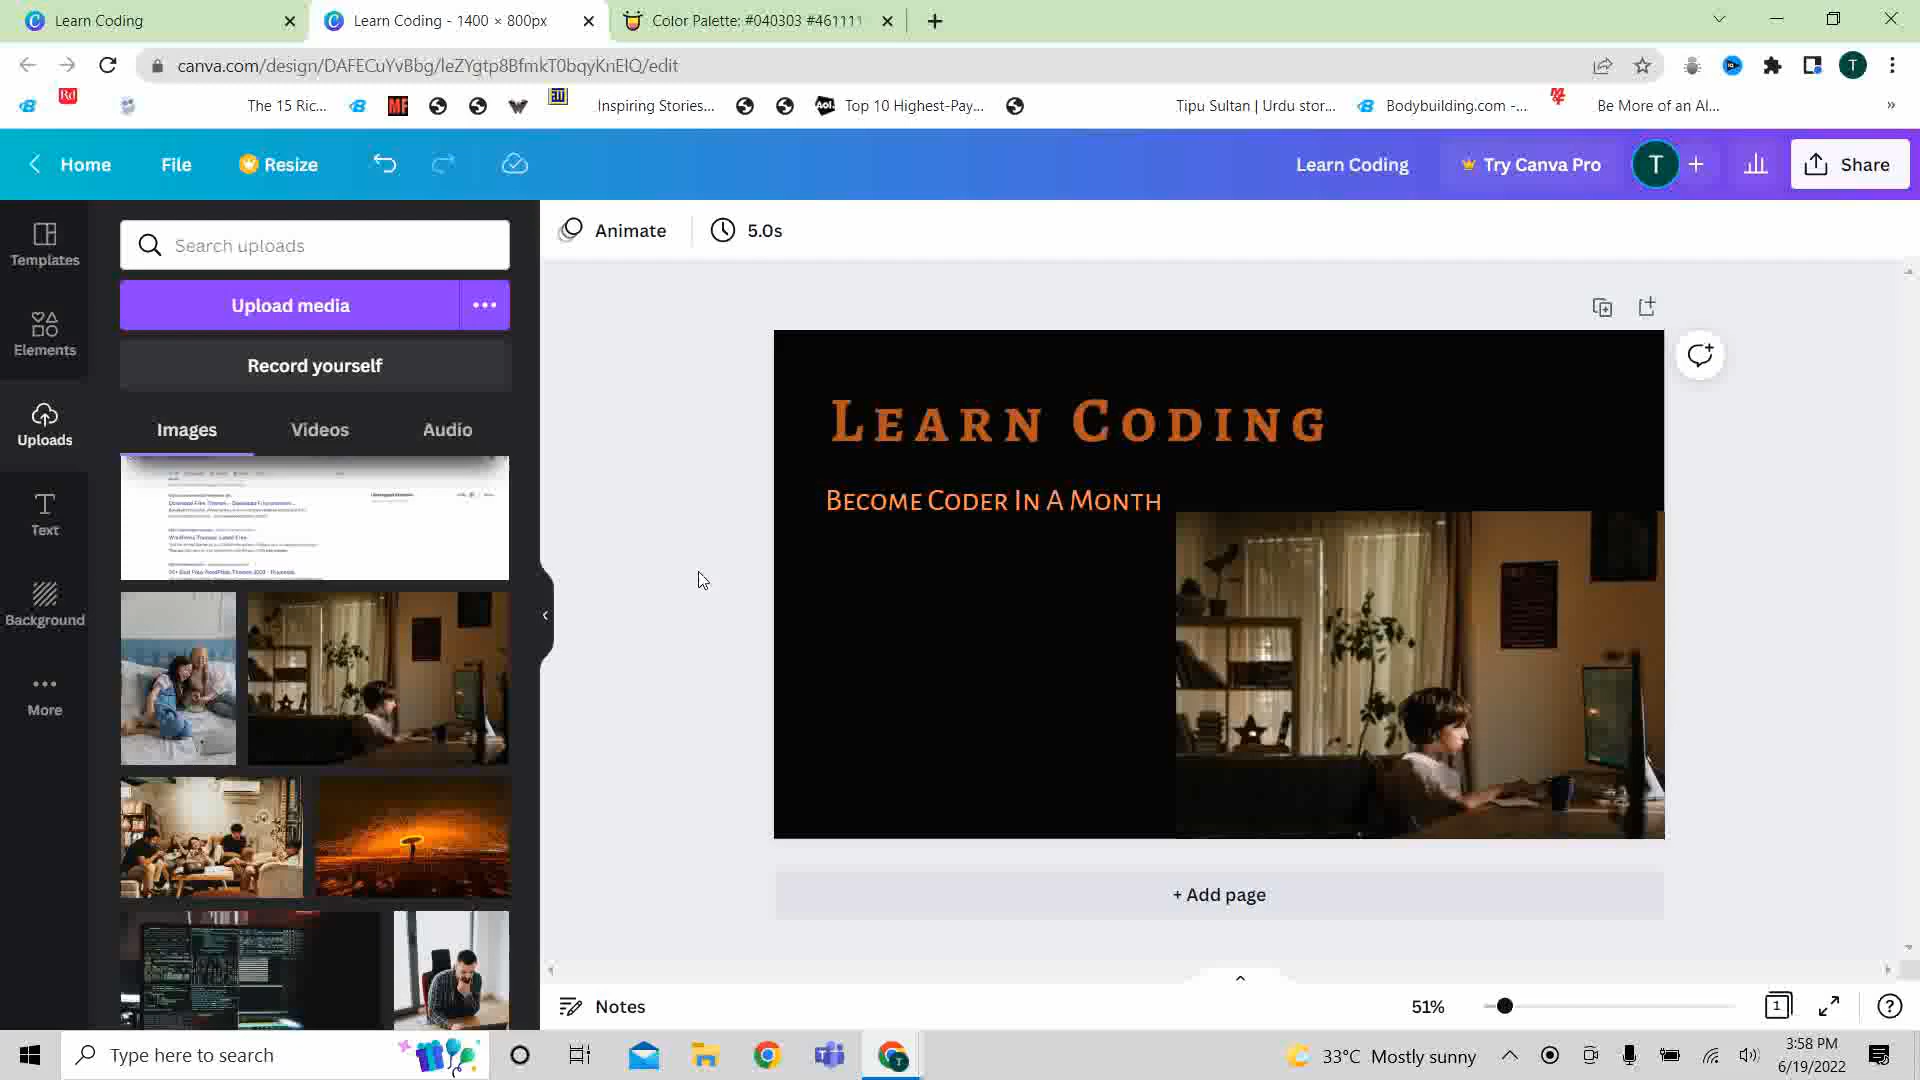 Learn Coding
Learn Coding - 1400 × 800px
Color Palette: #040303 #461111
canva.com/design/DAFECuYvBbg/leZYgtp8BfmkT0bqyKnEIQ/edit
T
Rd
The 15 Ric...
MF
Inspiring Stories...
Aol.
Top 10 Highest-Pay...
Tipu Sultan | Urdu stor...
Bodybuilding.com -...
Be More of an Al...
»
Home
File
Resize
Learn Coding
Try Canva Pro
T
+
Share
Templates
Elements
Uploads
Text
Background
More
Search uploads
Upload media
Record yourself
Images
Videos
Audio
Animate
5.0s
Learn Coding
Become Coder In A Month
+ Add page
Notes
51%
1
Type here to search
33°C Mostly sunny
3:58 PM
6/19/2022